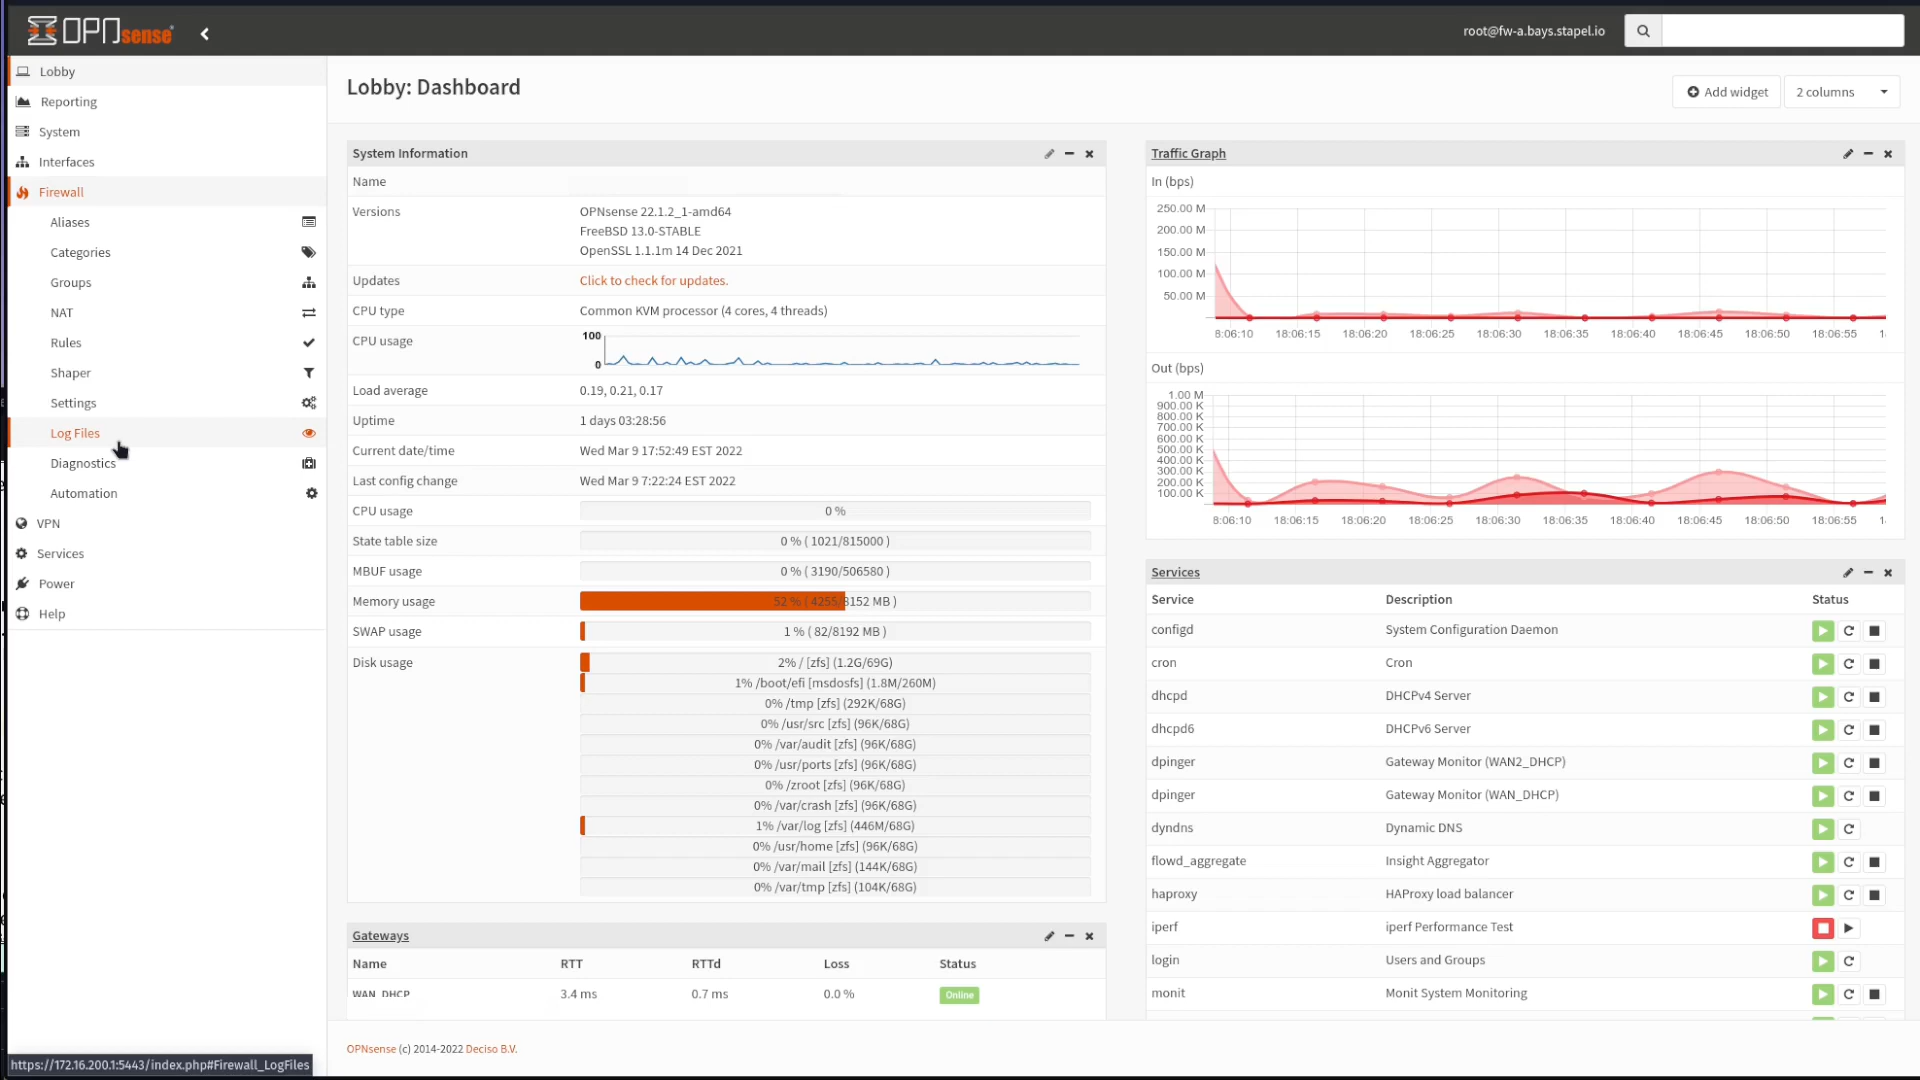 OPNsense
root@fw-a.bays.stapel.io
Lobby
Reporting
System
Interfaces
Firewall
Aliases
Categories
Groups
NAT
Rules
Shaper
Settings
Log Files
Diagnostics
Automation
VPN
Services
Power
Help
Lobby: Dashboard
Add widget
2 columns
System Information
Name
Versions
OPNsense 22.1.2_1-amd64
FreeBSD 13.0-STABLE
OpenSSL 1.1.1m 14 Dec 2021
Updates
Click to check for updates.
CPU type
Common KVM processor (4 cores, 4 threads)
CPU usage
100
0
Load average
0.19, 0.21, 0.17
Uptime
1 days 03:28:56
Current date/time
Wed Mar 9 17:52:49 EST 2022
Last config change
Wed Mar 9 7:22:24 EST 2022
CPU usage
0 %
State table size
0 % ( 1021/815000 )
MBUF usage
0 % ( 3190/506580 )
Memory usage
52 % ( 4255/8152 MB )
SWAP usage
1 % ( 82/8192 MB )
Disk usage
2% / [zfs] (1.2G/69G)
1% /boot/efi [msdosfs] (1.8M/260M)
0% /tmp [zfs] (292K/68G)
0% /usr/src [zfs] (96K/68G)
0% /var/audit [zfs] (96K/68G)
0% /usr/ports [zfs] (96K/68G)
0% /zroot [zfs] (96K/68G)
0% /var/crash [zfs] (96K/68G)
1% /var/log [zfs] (446M/68G)
0% /usr/home [zfs] (96K/68G)
0% /var/mail [zfs] (144K/68G)
0% /var/tmp [zfs] (104K/68G)
Gateways
Name RTT RTTd Loss Status
WAN_DHCP 3.4 ms 0.7 ms 0.0 % Online
Traffic Graph
In (bps)
250.00 M
200.00 M
150.00 M
100.00 M
50.00 M
8:06:10 18:06:15 18:06:20 18:06:25 18:06:30 18:06:35 18:06:40 18:06:45 18:06:50 18:06:55 1
Out (bps)
1.00 M
900.00 K
800.00 K
700.00 K
600.00 K
500.00 K
400.00 K
300.00 K
200.00 K
100.00 K
8:06:10 18:06:15 18:06:20 18:06:25 18:06:30 18:06:35 18:06:40 18:06:45 18:06:50 18:06:55 1
Services
Service Description Status
configd System Configuration Daemon
cron Cron
dhcpd DHCPv4 Server
dhcpd6 DHCPv6 Server
dpinger Gateway Monitor (WAN2_DHCP)
dpinger Gateway Monitor (WAN_DHCP)
dyndns Dynamic DNS
flowd_aggregate Insight Aggregator
haproxy HAProxy load balancer
iperf iperf Performance Test
login Users and Groups
monit Monit System Monitoring
OPNsense (c) 2014-2022 Deciso B.V.
https://172.16.200.1:5443/index.php#Firewall_LogFiles